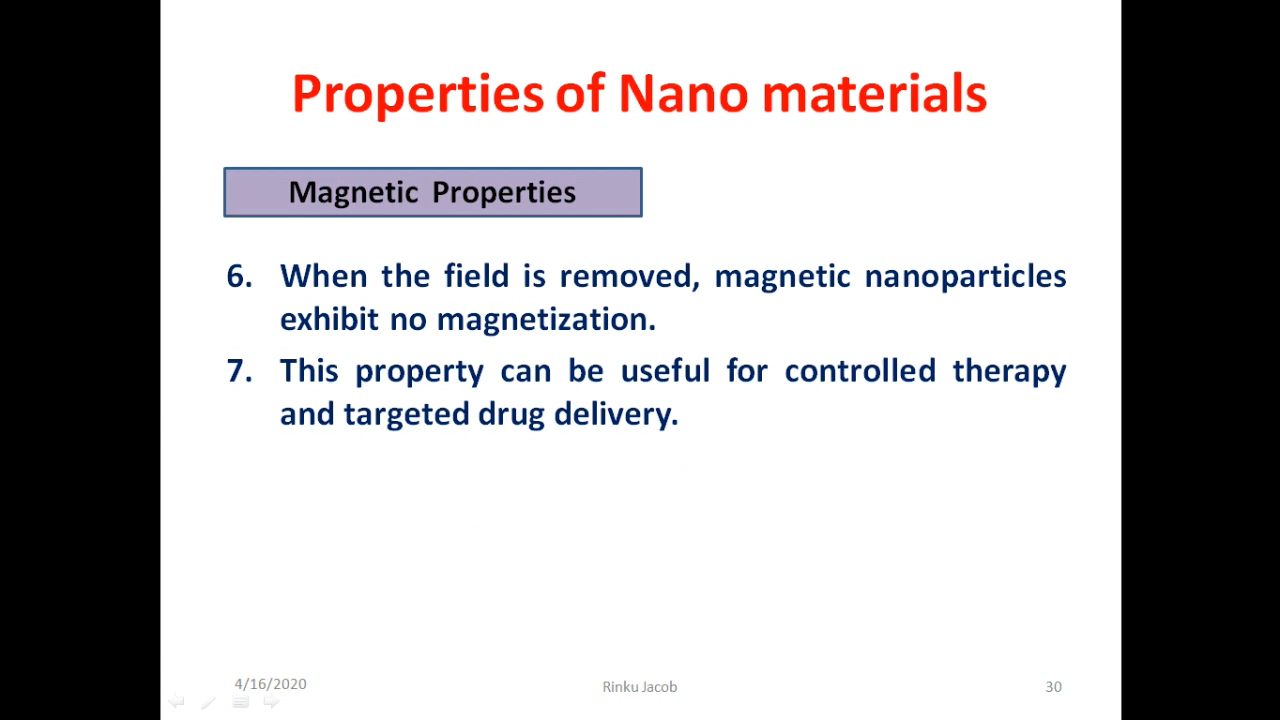 Properties of Nano materials
Magnetic Properties
6. When the field is removed, magnetic nanoparticles
exhibit no magnetization.
7. This property can be useful for controlled therapy
and targeted drug delivery.
4/16/2020
Rinku Jacob
30